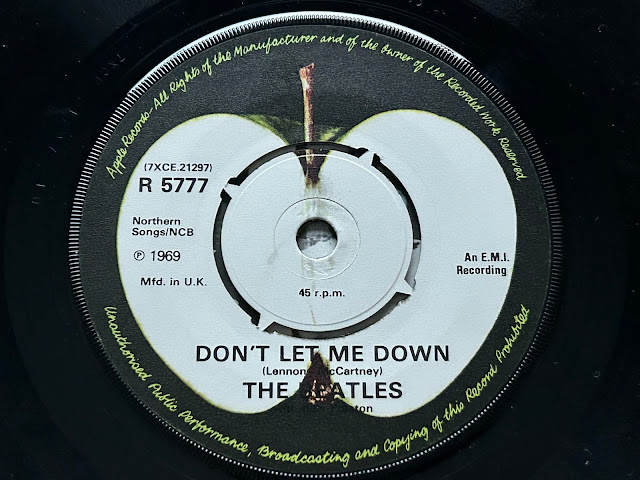 Apple Records-All Rights of the Manufacturer and of the Owner of the Recorded Work Reserved
(7XCE.21297)
R 5777
Northern
Songs/NCB
℗ 1969
Mfd. in U.K.
An E.M.I.
Recording
45 r.p.m.
DON'T LET ME DOWN
(Lennon McCartney)
THE BEATLES
Unauthorised Public Performance, Broadcasting and Copying of this Record Prohibited